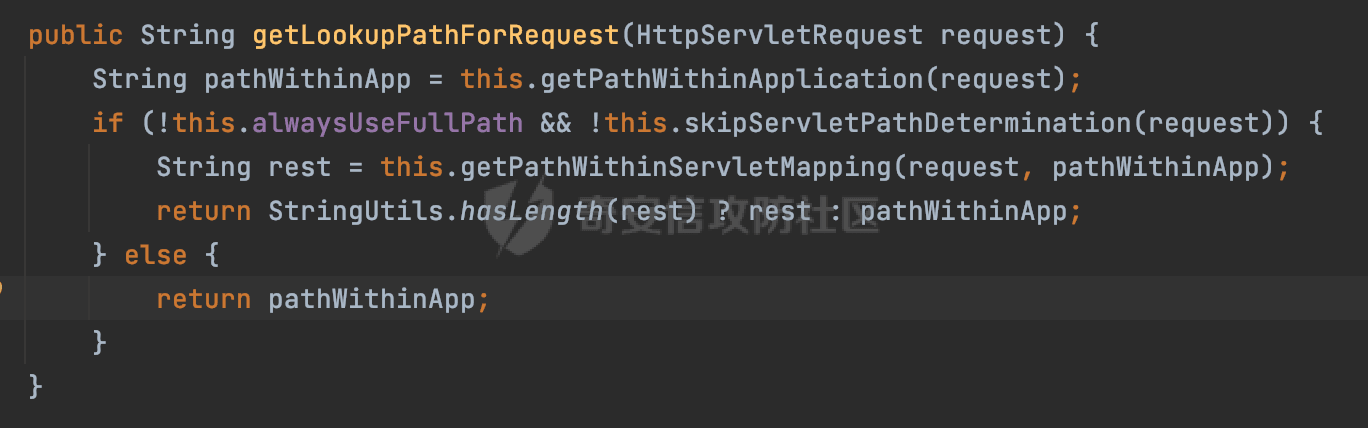 public String getLookupPathForRequest(HttpServletRequest request) {
    String pathWithinApp = this.getPathWithinApplication(request);
    if (!this.alwaysUseFullPath && !this.skipServletPathDetermination(request)) {
        String rest = this.getPathWithinServletMapping(request, pathWithinApp);
        return StringUtils.hasLength(rest) ? rest : pathWithinApp;
    } else {
        return pathWithinApp;
    }
}
奇安信攻防社区